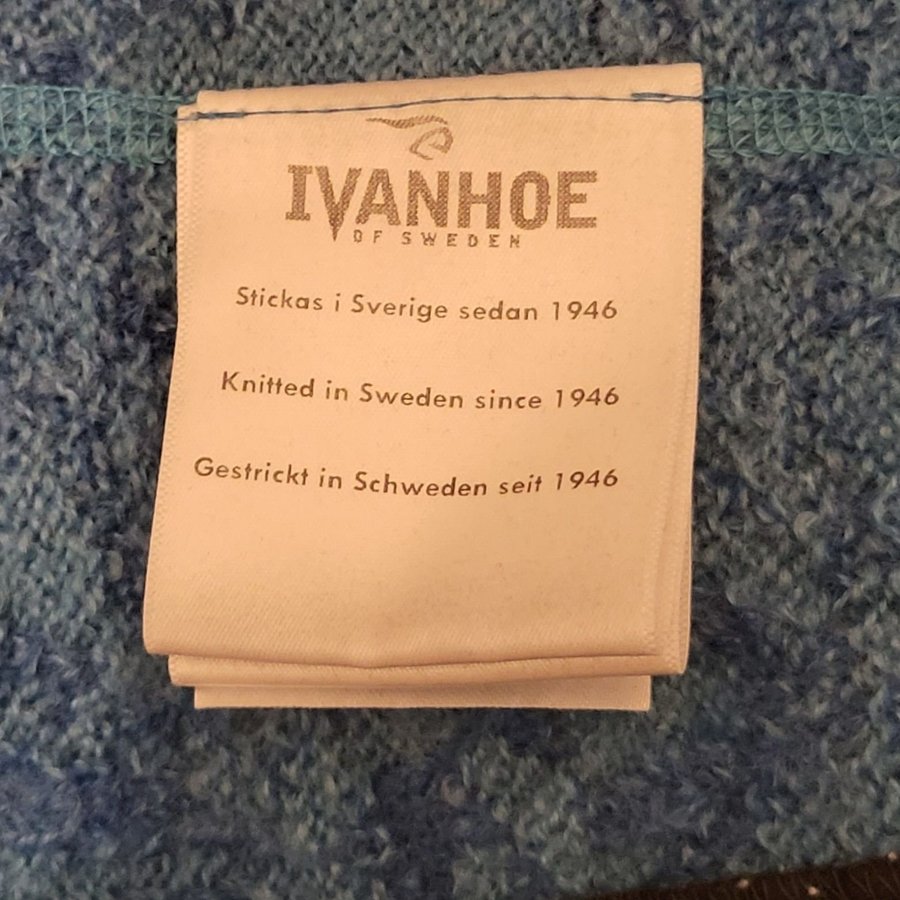 IVANHOE
OF SWEDEN
Stickas i Sverige sedan 1946
Knitted in Sweden since 1946
Gestrickt in Schweden seit 1946